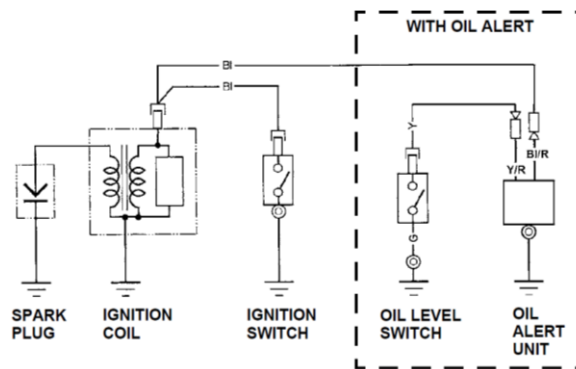 WITH OIL ALERT
Bl
Bl
Y
Bl/R
Y/R
G
SPARK
PLUG
IGNITION
COIL
IGNITION
SWITCH
OIL LEVEL
SWITCH
OIL
ALERT
UNIT